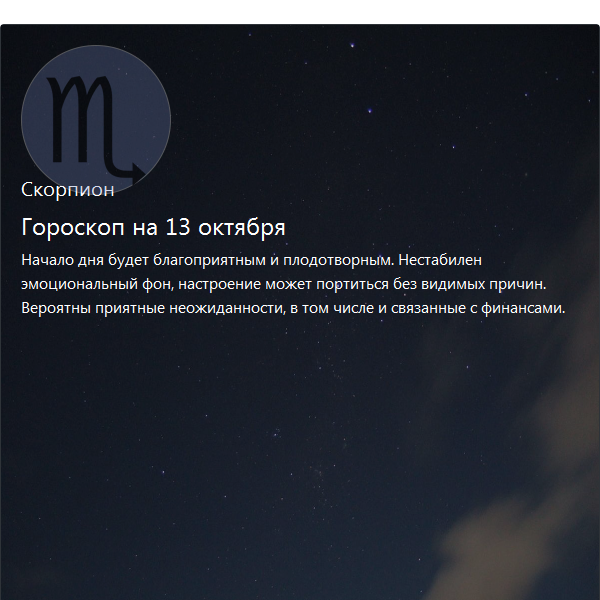 Скорпион
Гороскоп на 13 октября
Начало дня будет благоприятным и плодотворным. Нестабилен
эмоциональный фон, настроение может портиться без видимых причин.
Вероятны приятные неожиданности, в том числе и связанные с финансами.